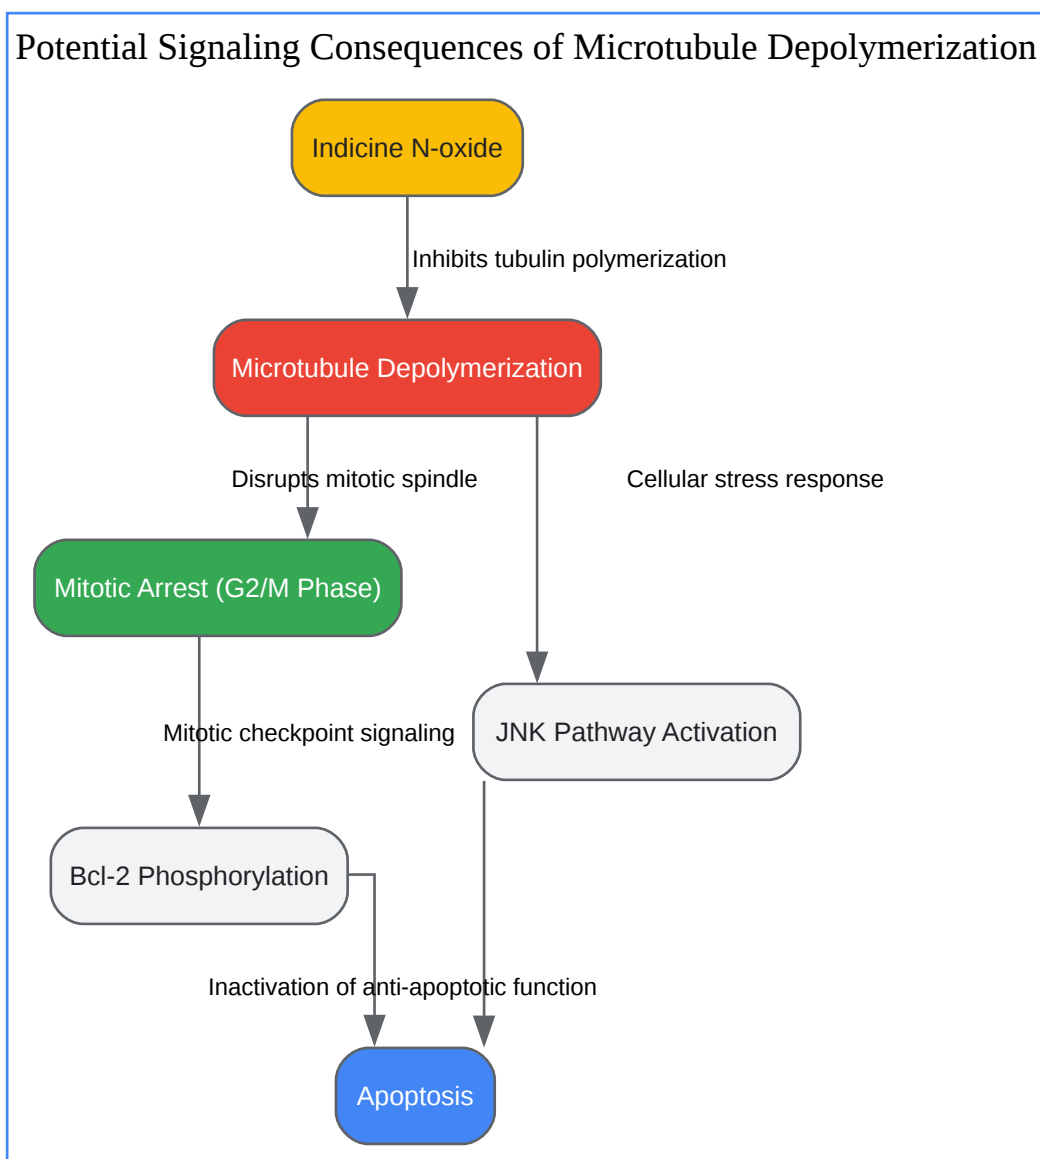 Potential Signaling Consequences of Microtubule Depolymerization
Indicine N-oxide
Inhibits tubulin polymerization
Microtubule Depolymerization
Disrupts mitotic spindle
Cellular stress response
Mitotic Arrest (G2/M Phase)
Mitotic checkpoint signaling
JNK Pathway Activation
Bcl-2 Phosphorylation
Inactivation of anti-apoptotic function
Apoptosis